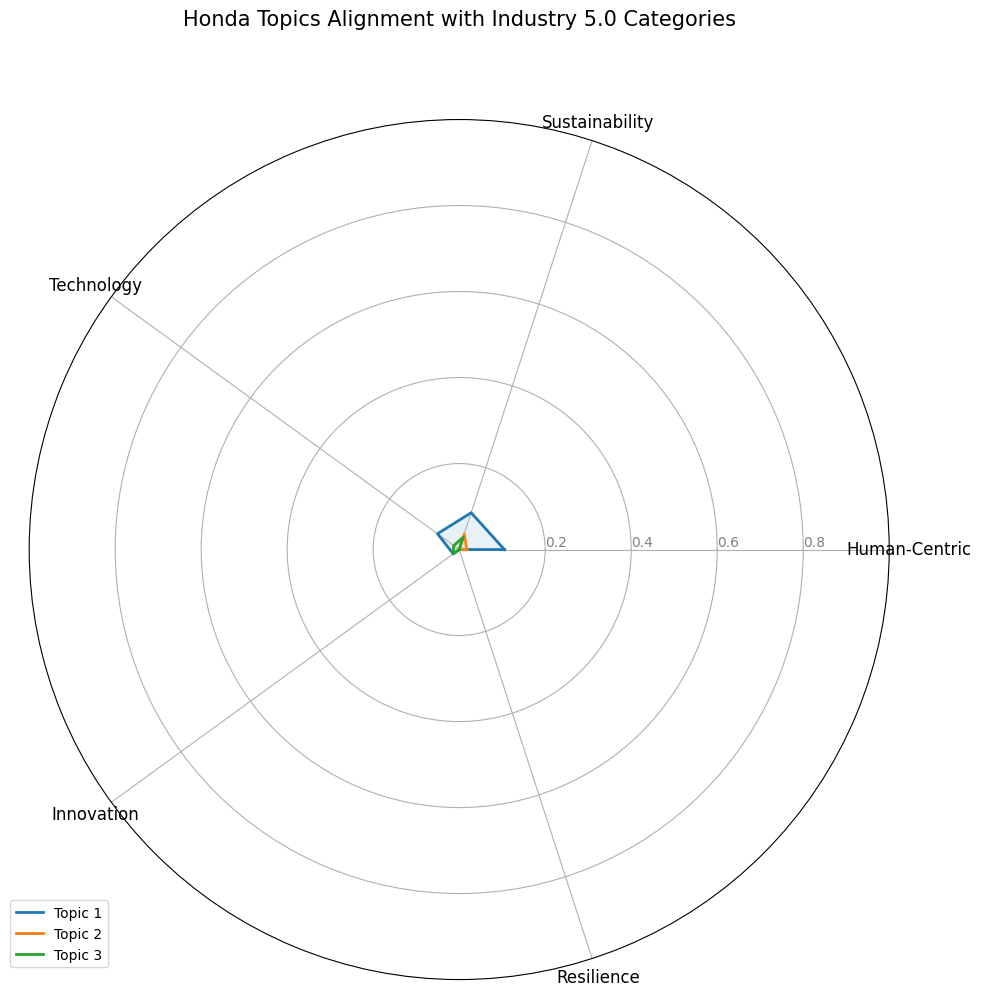 Honda Topics Alignment with Industry 5.0 Categories
Sustainability
Technology
0.2
0.4
0.6
0.8
Human-Centric
Innovation
Resilience
Topic 1
Topic 2
Topic 3